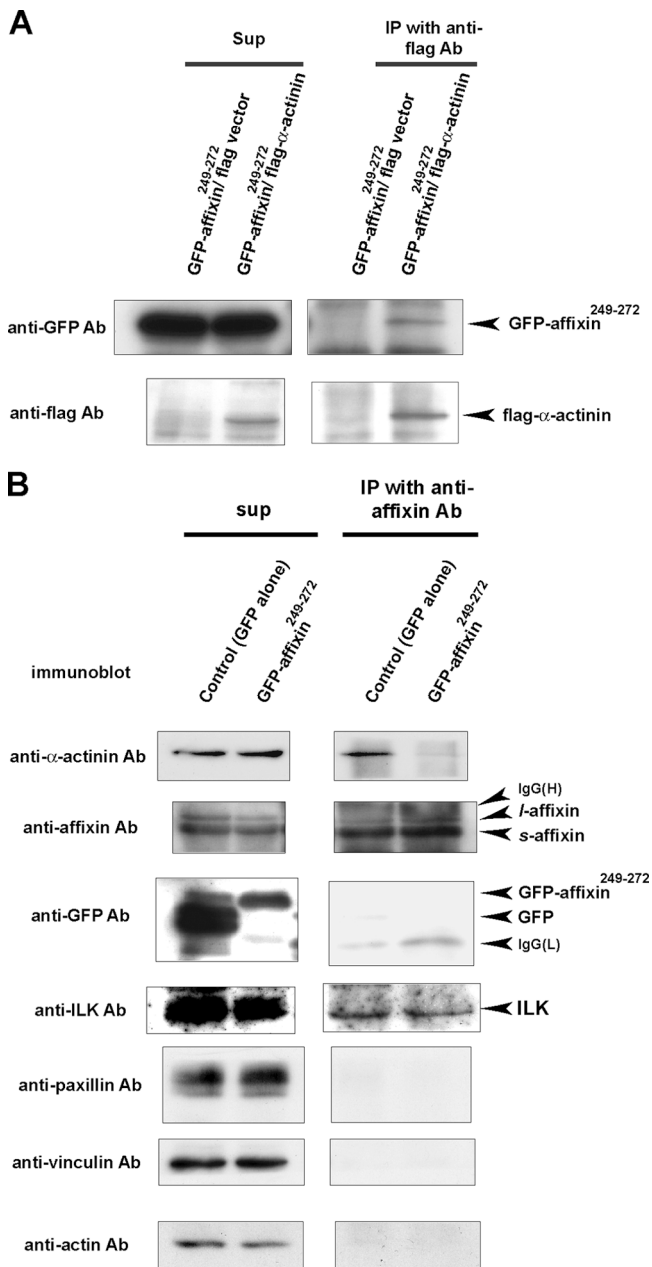 A
Sup
IP with anti-
flag Ab
GFP-affixin249-272/ flag vector
GFP-affixin249-272/ flag-α-actinin
GFP-affixin249-272/ flag vector
GFP-affixin249-272/ flag-α-actinin
anti-GFP Ab
GFP-affixin249-272
anti-flag Ab
flag-α-actinin
B
sup
IP with anti-
affixin Ab
immunoblot
Control (GFP alone)
GFP-affixin249-272
Control (GFP alone)
GFP-affixin249-272
anti-α-actinin Ab
IgG(H)
anti-affixin Ab
l-affixin
s-affixin
anti-GFP Ab
GFP-affixin249-272
GFP
IgG(L)
anti-ILK Ab
ILK
anti-paxillin Ab
anti-vinculin Ab
anti-actin Ab